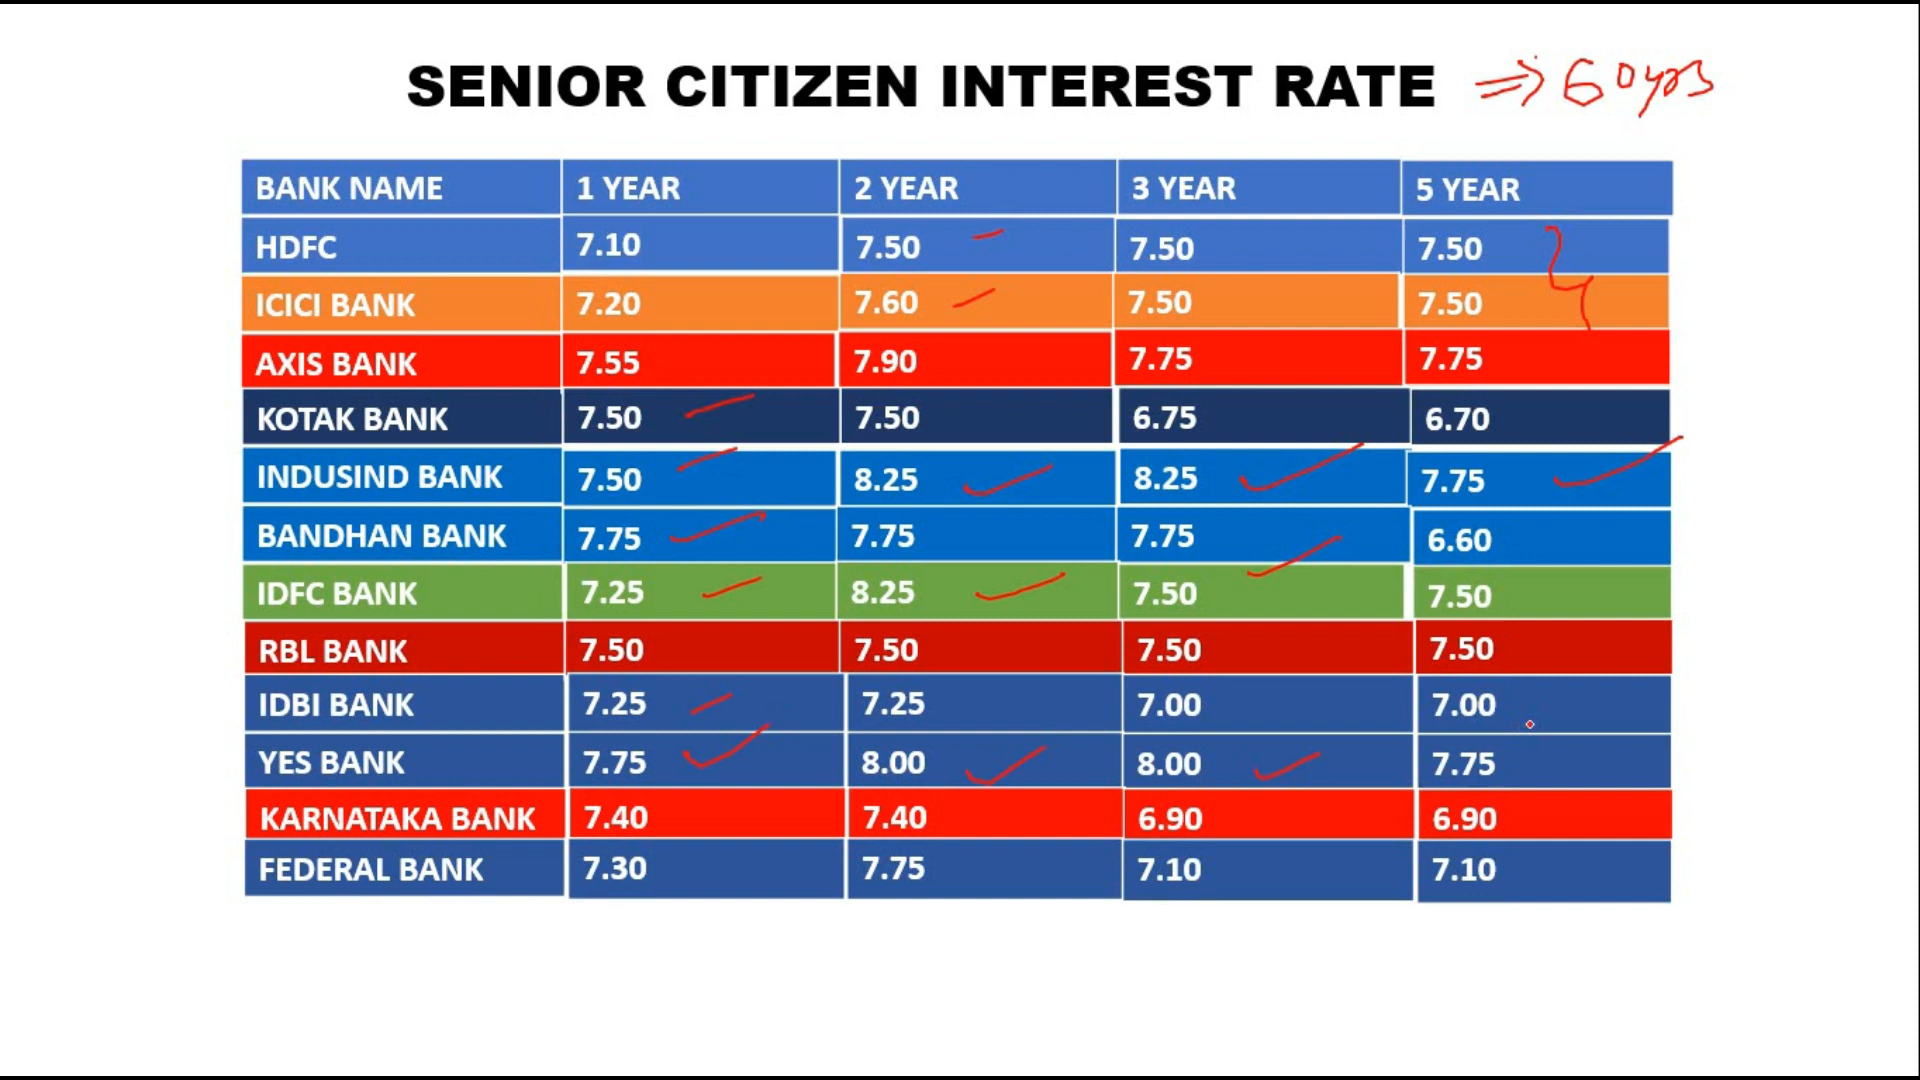 SENIOR CITIZEN INTEREST RATE ⇒ 60 yrs
BANK NAME 1 YEAR 2 YEAR 3 YEAR 5 YEAR
HDFC 7.10 7.50 7.50 7.50
ICICI BANK 7.20 7.60 7.50 7.50
AXIS BANK 7.55 7.90 7.75 7.75
KOTAK BANK 7.50 7.50 6.75 6.70
INDUSIND BANK 7.50 8.25 8.25 7.75
BANDHAN BANK 7.75 7.75 7.75 6.60
IDFC BANK 7.25 8.25 7.50 7.50
RBL BANK 7.50 7.50 7.50 7.50
IDBI BANK 7.25 7.25 7.00 7.00
YES BANK 7.75 8.00 8.00 7.75
KARNATAKA BANK 7.40 7.40 6.90 6.90
FEDERAL BANK 7.30 7.75 7.10 7.10